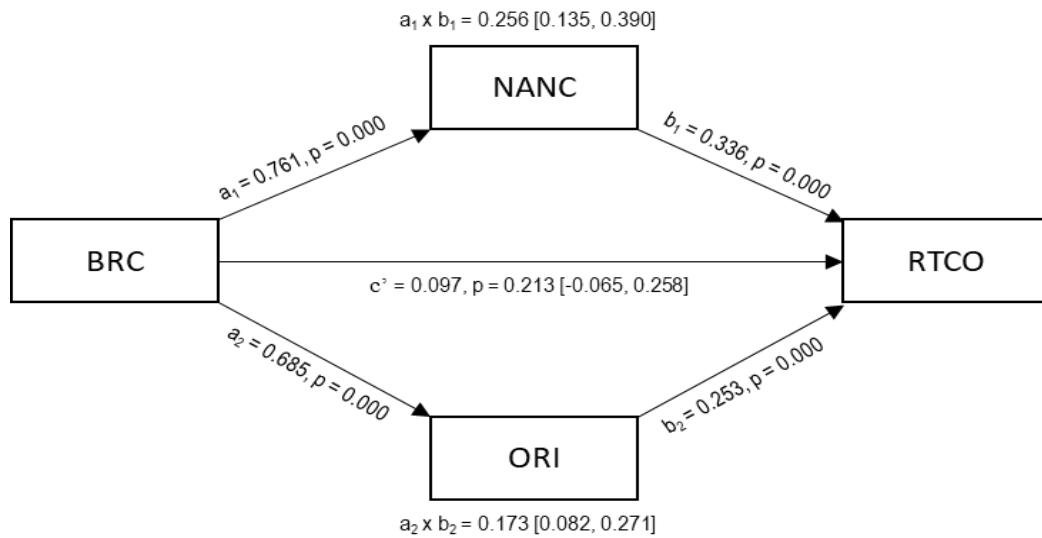 a₁ x b₁ = 0.256 [0.135, 0.390]
NANC
a₁ = 0.761, p = 0.000
b₁ = 0.336, p = 0.000
BRC
RTCO
c' = 0.097, p = 0.213 [-0.065, 0.258]
a₂ = 0.685, p = 0.000
b₂ = 0.253, p = 0.000
ORI
a₂ x b₂ = 0.173 [0.082, 0.271]